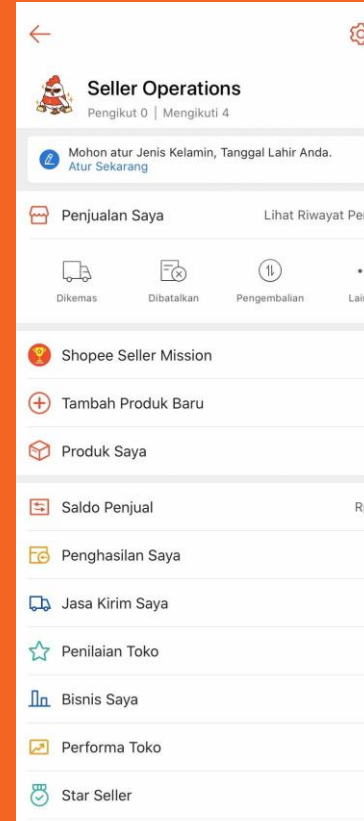 Seller Operations
Pengikut 0 | Mengikuti 4
Mohon atur Jenis Kelamin, Tanggal Lahir Anda.
Atur Sekarang
Penjualan Saya
Lihat Riwayat
Dikemas
Dibatalkan
Pengembalian
Shopee Seller Mission
Tambah Produk Baru
Produk Saya
Saldo Penjual
Penghasilan Saya
Jasa Kirim Saya
Penilaian Toko
Bisnis Saya
Performa Toko
Star Seller